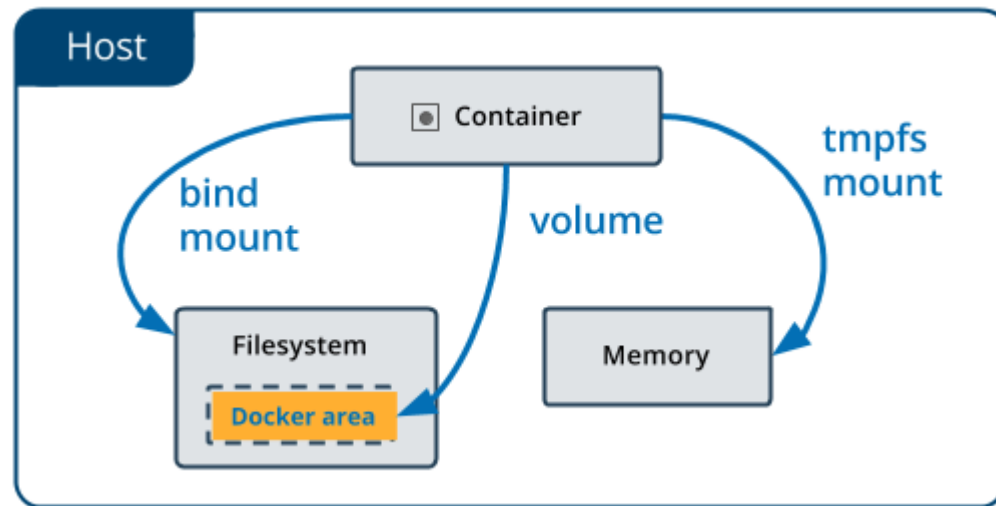 Host
Container
bind
mount
volume
tmpfs
mount
Filesystem
Docker area
Memory